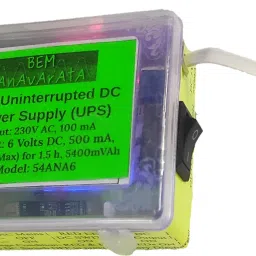 BEM
AnAvArAtA
Uninterrupted DC
er Supply (UPS)
ut: 230V AC, 100 mA
: 6 Volts DC, 500 mA,
(Max) for 1.5 h, 5400mVAh
Model: 54ANA6